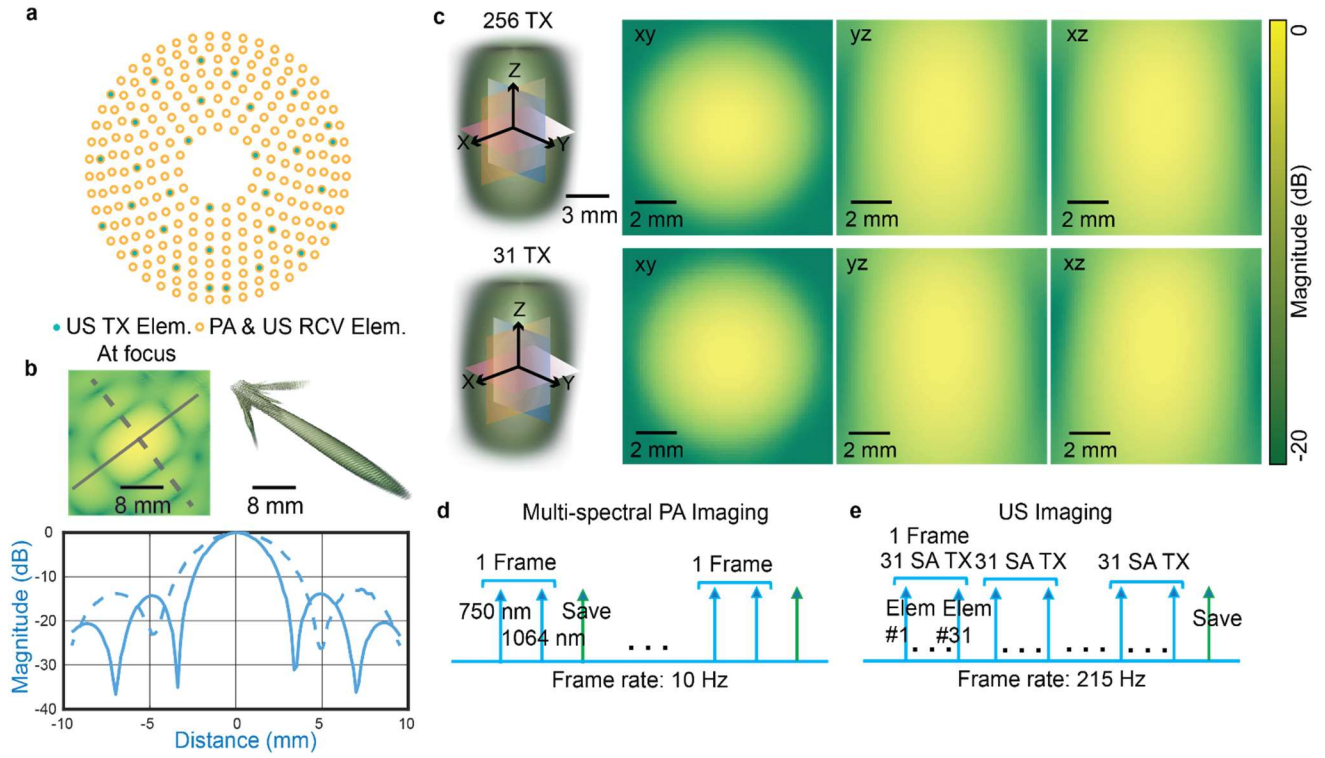 a
US TX Elem. PA & US RCV Elem.
b
At focus
8 mm
8 mm
Magnitude (dB)
0
-10
-20
-30
-40
-10
-5
0
5
10
Distance (mm)
c
256 TX
Z
X
Y
3 mm
xy
2 mm
yz
2 mm
xz
2 mm
31 TX
Z
X
Y
xy
2 mm
yz
2 mm
xz
2 mm
0
Magnitude (dB)
-20
d
Multi-spectral PA Imaging
1 Frame
1 Frame
750 nm
Save
1064 nm
. . .
Frame rate: 10 Hz
e
US Imaging
1 Frame
31 SA TX 31 SA TX
31 SA TX
Elem Elem
#1 . . . #31
. . .
. . .
. . .
Save
Frame rate: 215 Hz